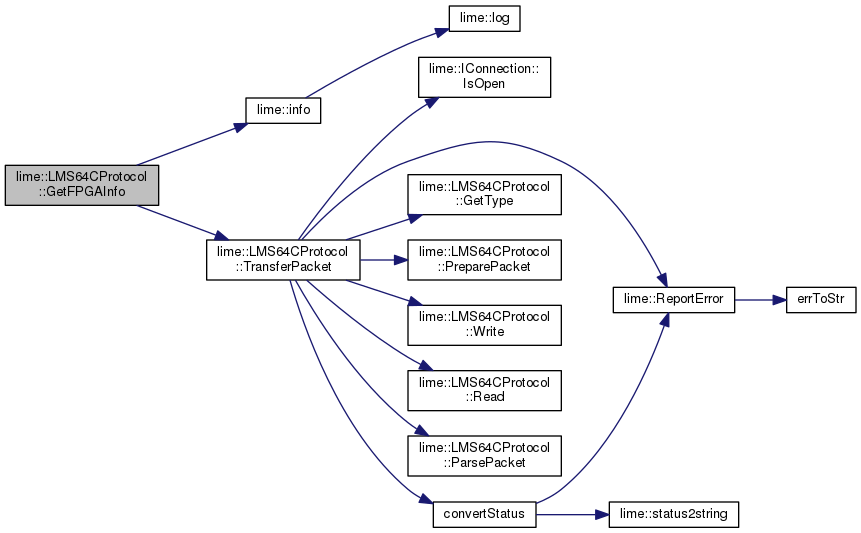 lime::log
lime::IConnection::
IsOpen
lime::info
lime::LMS64CProtocol
::GetFPGAInfo
lime::LMS64CProtocol
::GetType
lime::LMS64CProtocol
::TransferPacket
lime::LMS64CProtocol
::PreparePacket
lime::ReportError
errToStr
lime::LMS64CProtocol
::Write
lime::LMS64CProtocol
::Read
lime::LMS64CProtocol
::ParsePacket
convertStatus
lime::status2string